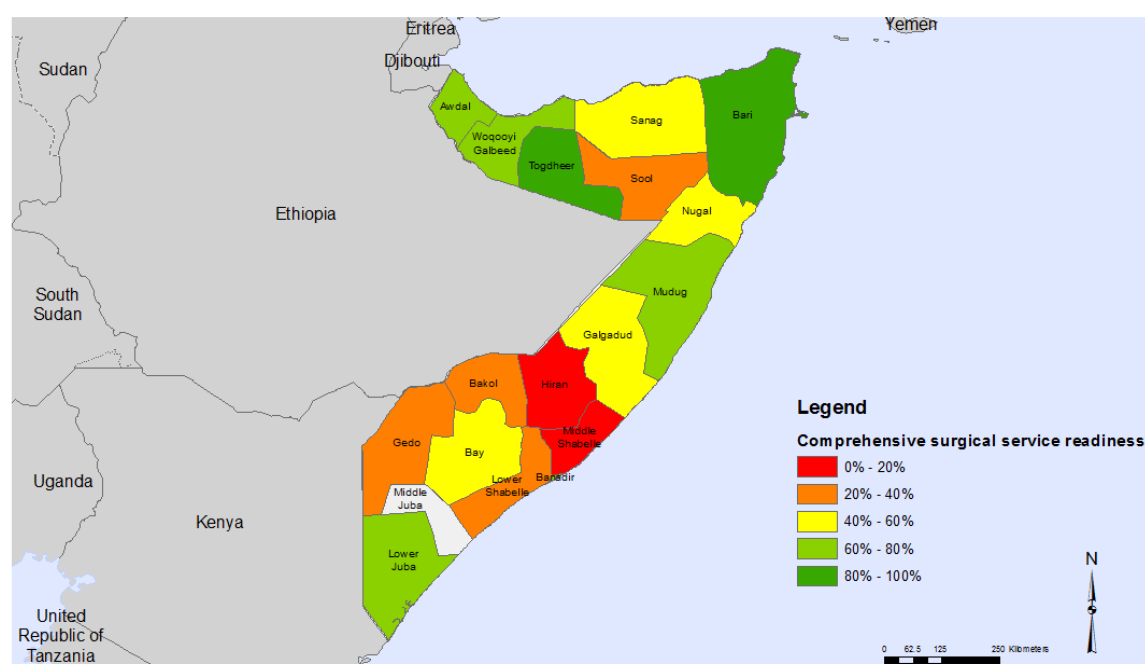 Eritrea
Yemen
Djibouti
Sudan
Awdal
Sanag
Bari
Woqooyi
Galbeed
Togdheer
Sool
Ethiopia
Nugal
South
Sudan
Mudug
Galgadud
Bakol
Hiran
Legend
Middle
Shabelle
Gedo
Comprehensive surgical service readiness
Bay
0% - 20%
Uganda
Lower
Shabelle
Banadir
20% - 40%
Middle
Juba
Kenya
40% - 60%
60% - 80%
Lower
Juba
N
80% - 100%
United
Republic of
Tanzania
0 62.5 125 250 Kilometers